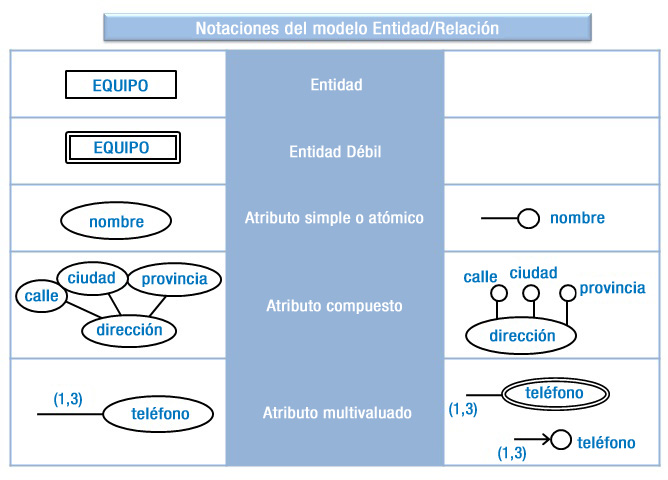 Notaciones del modelo Entidad/Relación
EQUIPO
Entidad
EQUIPO
Entidad Débil
nombre
Atributo simple o atómico
nombre
calle
ciudad
provincia
dirección
Atributo compuesto
calle
ciudad
provincia
dirección
(1,3)
teléfono
Atributo multivaluado
(1,3)
teléfono
(1,3)
teléfono